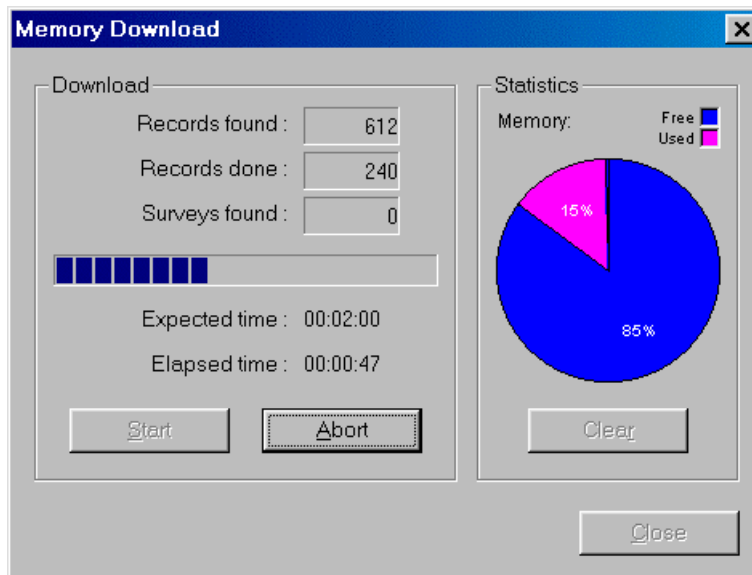 Memory Download
Download
Records found : 612
Records done : 240
Surveys found : 0
Expected time : 00:02:00
Elapsed time : 00:00:47
Start
Abort
Statistics
Memory:
Free
Used
15%
85%
Clear
Close